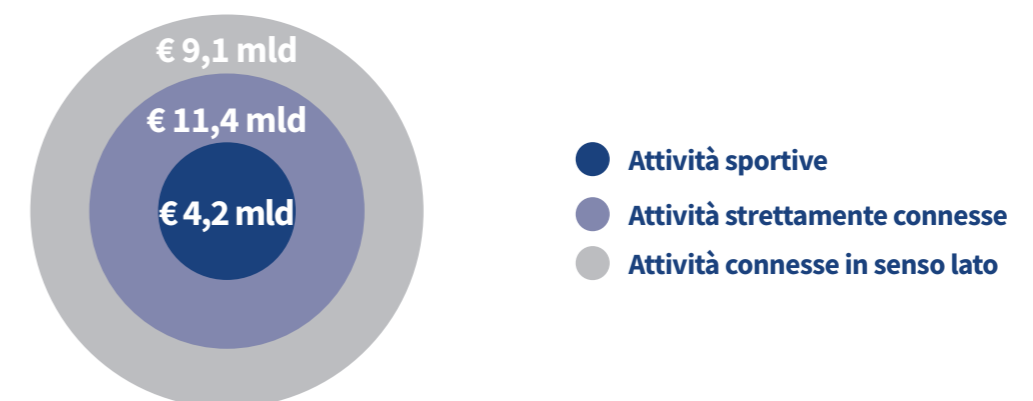 € 9,1 mld
€ 11,4 mld
€ 4,2 mld
Attività sportive
Attività strettamente connesse
Attività connesse in senso lato